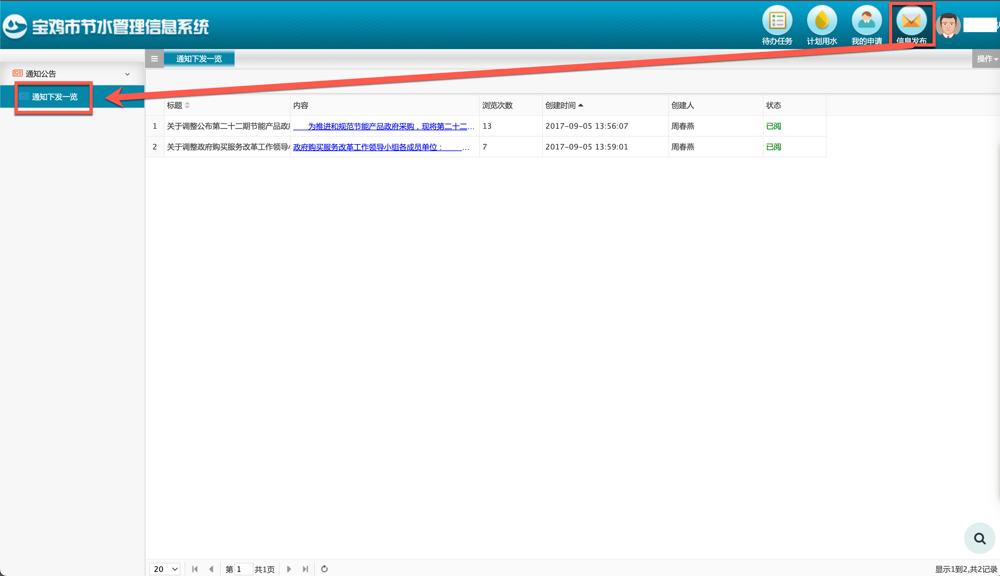 宝鸡市节水管理信息系统
待办任务
计划用水
我的申请
信息发布
通知下发一览
操作
通知公告
通知下发一览
标题 内容 浏览次数 创建时间 创建人 状态
1 关于调整公布第二十二期节能产品政府 为推进和规范节能产品政府采购，现将第二十二... 13 2017-09-05 13:56:07 周春燕 已阅
2 关于调整政府购买服务改革工作领导小 政府购买服务改革工作领导小组各成员单位： ... 7 2017-09-05 13:59:01 周春燕 已阅
20 第 1 共1页
显示1到2,共2记录